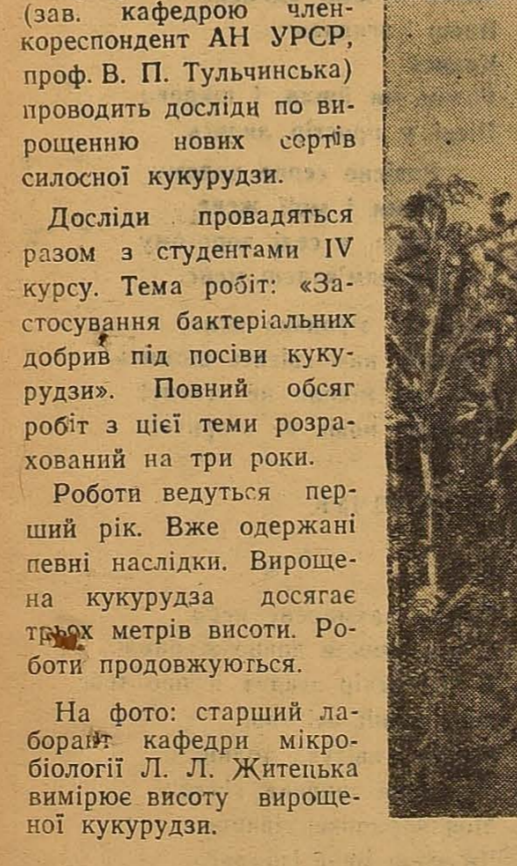 (зав. кафедрою член-
кореспондент АН УРСР,
проф. В. П. Тульчинська)
проводить досліди по ви-
рощенню нових сортів
силосної кукурудзи.
Досліди провадяться
разом з студентами IV
курсу. Тема робіт: «За-
стосування бактеріальних
добрив під посіви куку-
рудзи». Повний обсяг
робіт з цієї теми розра-
хований на три роки.
Роботи ведуться пер-
ший рік. Вже одержані
певні наслідки. Вироще-
на кукурудза досягає
трьох метрів висоти. Ро-
боти продовжуються.
На фото: старший ла-
борант кафедри мікро-
біології Л. Л. Житецька
вимірює висоту вироще-
ної кукурудзи.